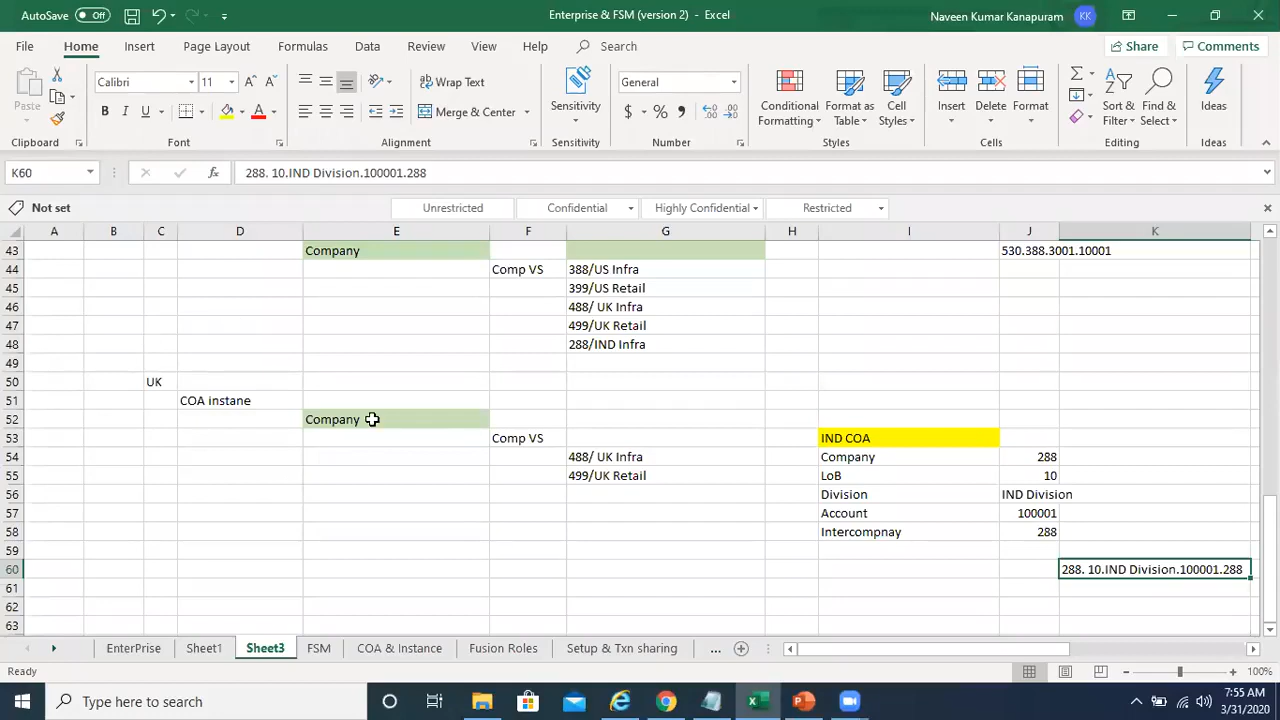 AutoSave Off Enterprise & FSM (version 2) - Excel Naveen Kumar Kanapuram KK
File Home Insert Page Layout Formulas Data Review View Help Search Share Comments
Paste Calibri 11 A A Wrap Text General Sensitivity Conditional Formatting Format as Table Cell Styles Insert Delete Format Sort & Filter Find & Select Ideas
B I U A Merge & Center $ % ,
Clipboard Font Alignment Sensitivity Number Styles Cells Editing Ideas
K60 fx 288. 10.IND Division.100001.288
Not set Unrestricted Confidential Highly Confidential Restricted
A B C D E F G H I J K
43 Company 530.388.3001.10001
44 Comp VS 388/US Infra
45 399/US Retail
46 488/ UK Infra
47 499/UK Retail
48 288/IND Infra
49
50 UK
51 COA instane
52 Company
53 Comp VS IND COA
54 488/ UK Infra Company 288
55 499/UK Retail LoB 10
56 Division IND Division
57 Account 100001
58 Intercompnay 288
59
60 288. 10.IND Division.100001.288
61
62
63
EnterPrise Sheet1 Sheet3 FSM COA & Instance Fusion Roles Setup & Txn sharing ...
Ready 100%
Type here to search 7:55 AM
3/31/2020